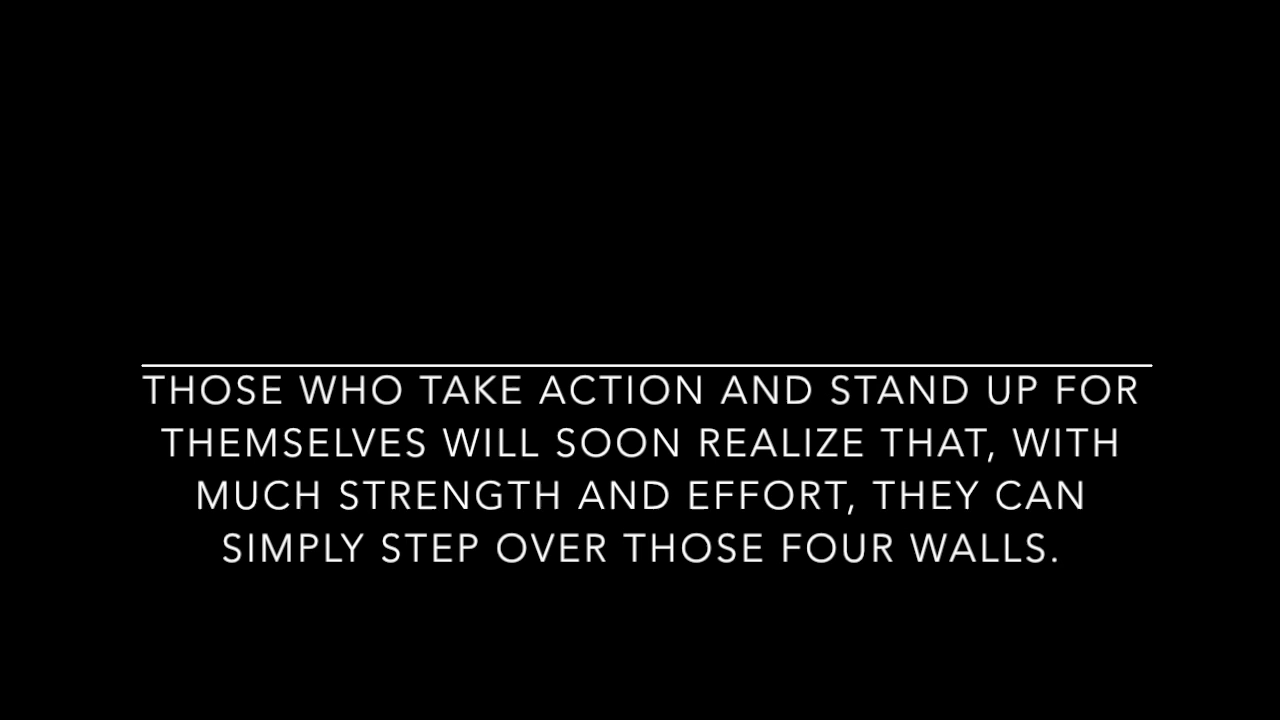 THOSE WHO TAKE ACTION AND STAND UP FOR
THEMSELVES WILL SOON REALIZE THAT, WITH
MUCH STRENGTH AND EFFORT, THEY CAN
SIMPLY STEP OVER THOSE FOUR WALLS.